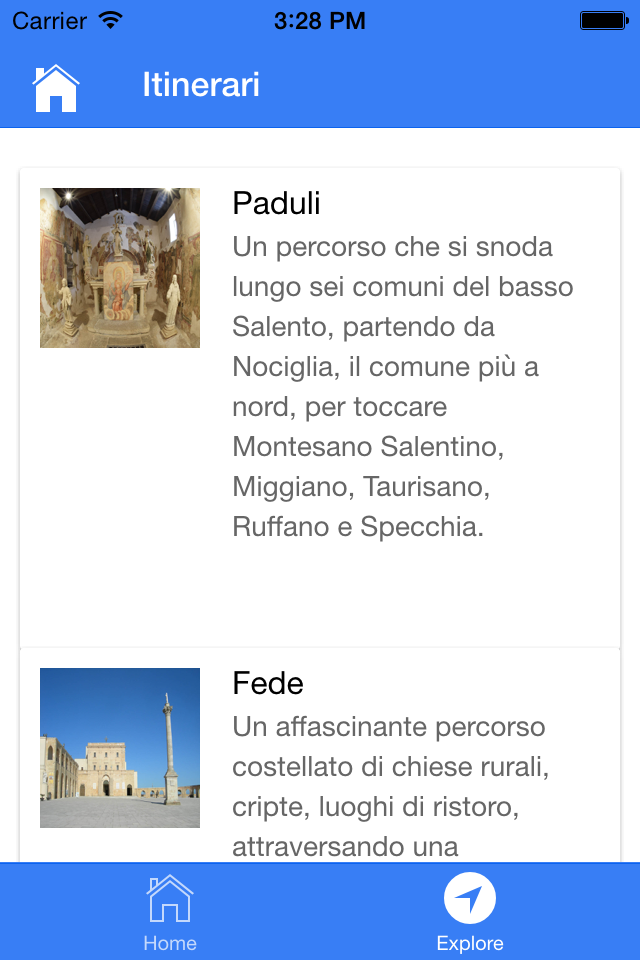 Carrier 3:28 PM
Itinerari
Paduli
Un percorso che si snoda
lungo sei comuni del basso
Salento, partendo da
Nociglia, il comune più a
nord, per toccare
Montesano Salentino,
Miggiano, Taurisano,
Ruffano e Specchia.
Fede
Un affascinante percorso
costellato di chiese rurali,
cripte, luoghi di ristoro,
attraversando una
Home Explore